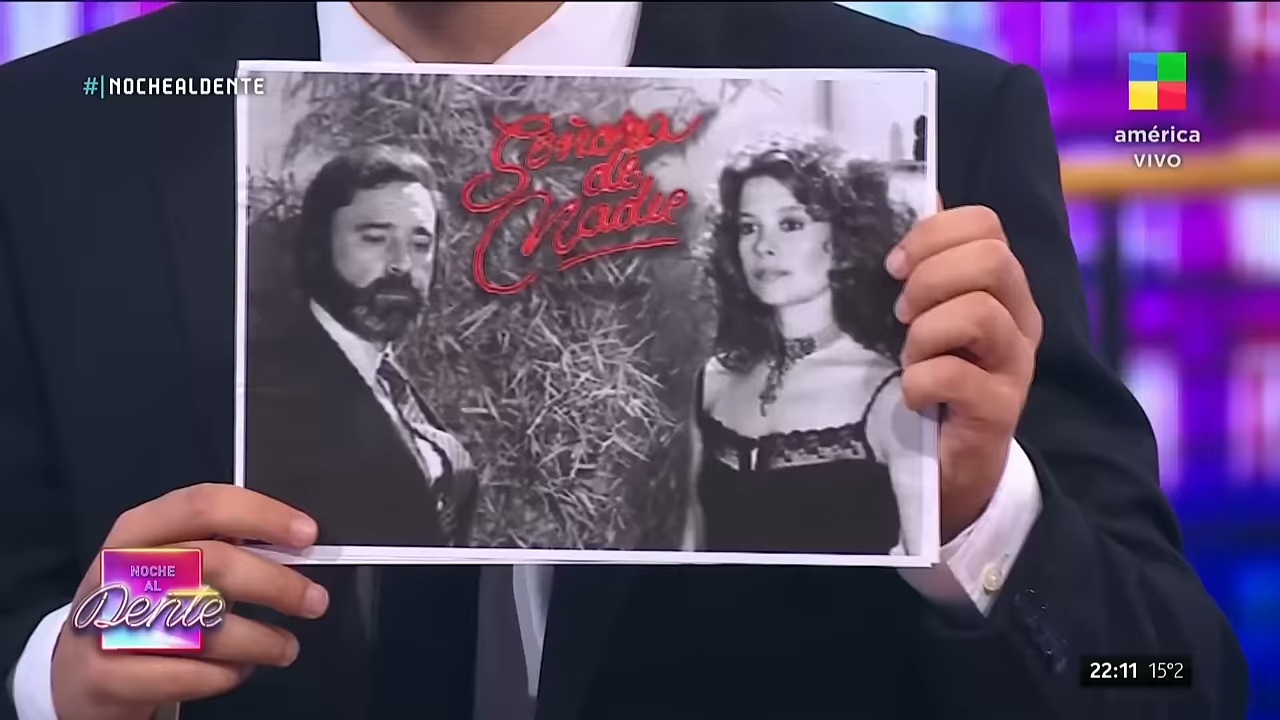 #|NOCHEALDENTE
Señora
de
Nadie
américa
VIVO
NOCHE
AL
Dente
22:11 15°2